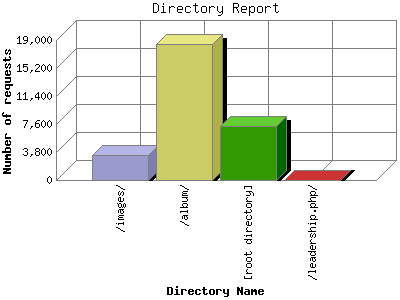 Directory Report
Number of requests
19,000
15,200
11,400
7,600
3,800
0
/images/
/album/
[root directory]
/leadership.php/
Directory Name